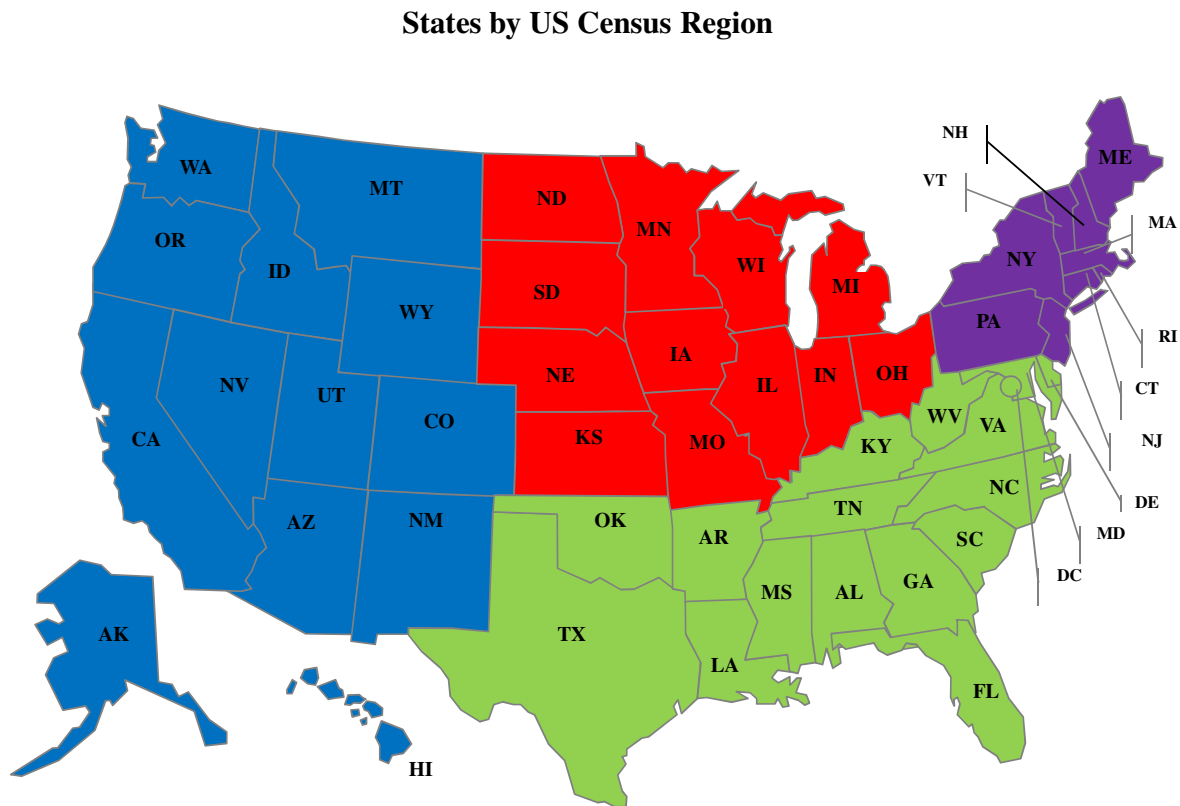 States by US Census Region
NH
ME
WA
VT
MT
ND
MA
MN
OR
NY
WI
ID
MI
SD
WY
PA
RI
IA
OH
NE
IN
NV
IL
CT
UT
CO
VA
WV
KS
CA
MO
NJ
KY
NC
DE
TN
OK
NM
AZ
MD
AR
SC
DC
GA
MS
AL
AK
TX
LA
FL
HI